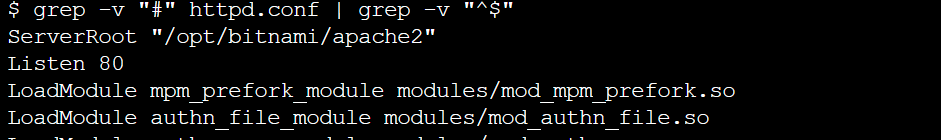 $ grep -v "#" httpd.conf | grep -v "^$"
ServerRoot "/opt/bitnami/apache2"
Listen 80
LoadModule mpm_prefork_module modules/mod_mpm_prefork.so
LoadModule authn_file_module modules/mod_authn_file.so